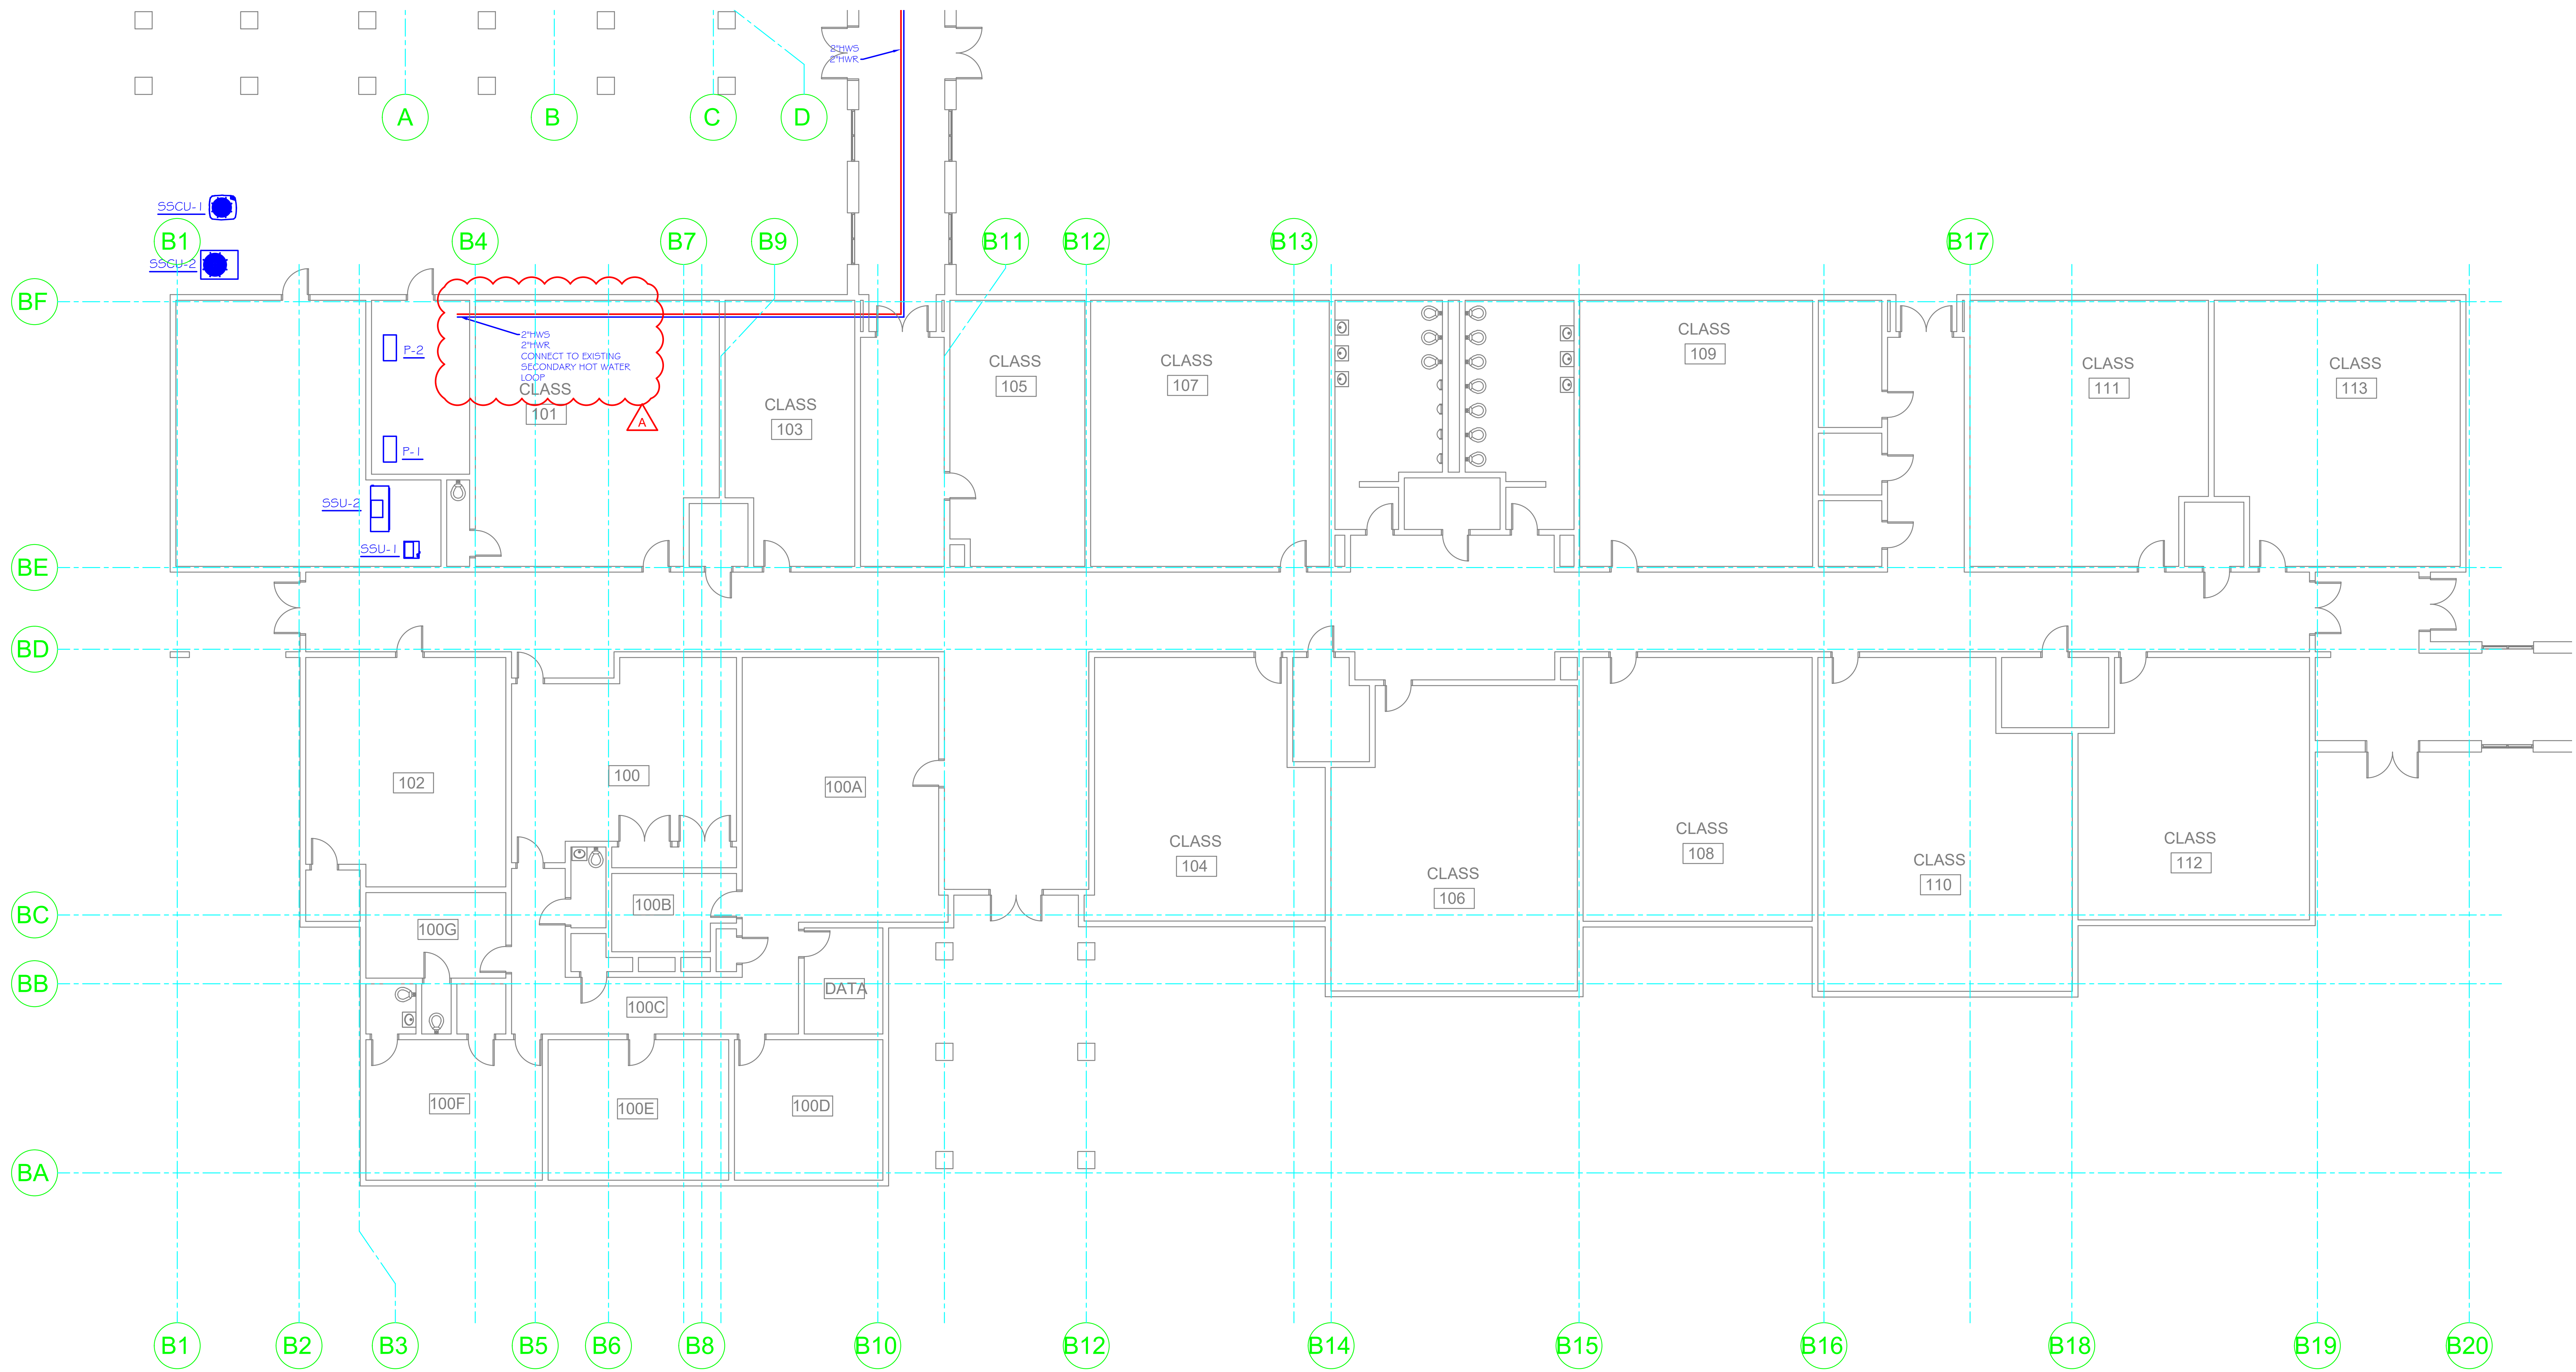 2"HWS
2"HWR
A
B
C
D
SSCU-1
B1
B4
B7
B9
B11
B12
B13
B17
SSCU-2
BF
2"HWS
2"HWR
CONNECT TO EXISTING
SECONDARY HOT WATER
LOOP
P-2
CLASS
101
A
CLASS
103
CLASS
105
CLASS
107
CLASS
109
CLASS
111
CLASS
113
P-1
SSU-2
SSU-1
BE
BD
102
100
100A
CLASS
104
CLASS
106
CLASS
108
CLASS
110
CLASS
112
BC
100G
100B
BB
DATA
100C
100F
100E
100D
BA
B1
B2
B3
B5
B6
B8
B10
B12
B14
B15
B16
B18
B19
B20